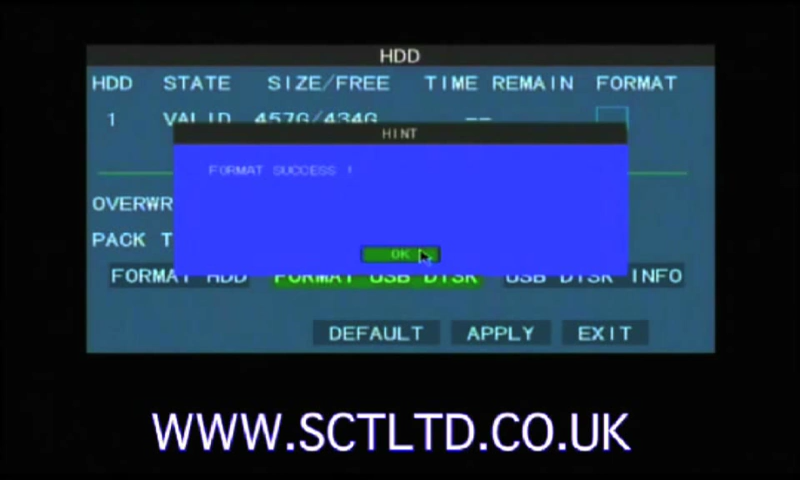 HDD
HDD STATE SIZE/FREE TIME REMAIN FORMAT
1 VALID 457G/434G --
HINT
FORMAT SUCCESS !
OVERWR
PACK T
OK
FORMAT HDD FORMAT USB DISK USB DISK INFO
DEFAULT APPLY EXIT
WWW.SCTLTD.CO.UK